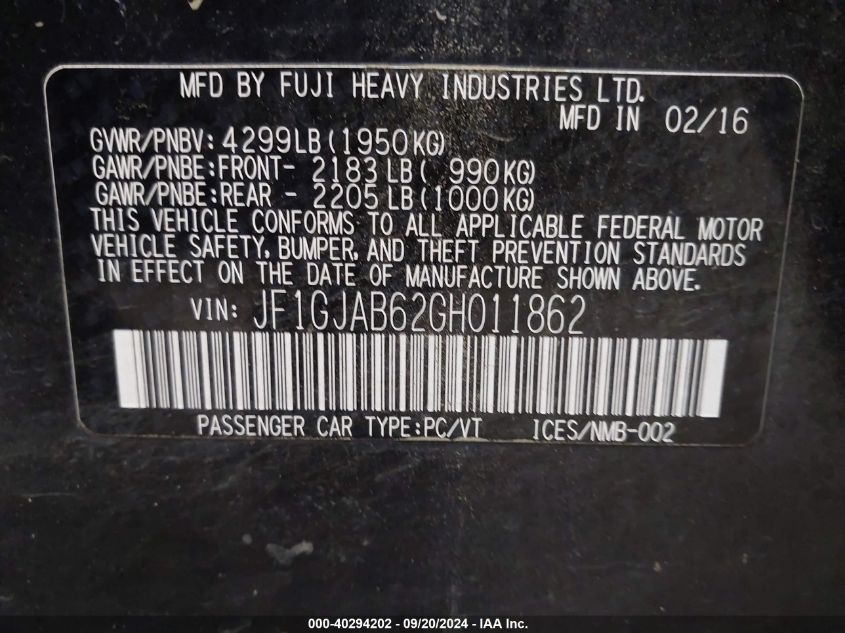 MFD BY FUJI HEAVY INDUSTRIES LTD.
MFD IN 02/16
GVWR/PNBV: 4299LB(1950KG)
GAWR/PNBE:FRONT- 2183 LB( 990KG)
GAWR/PNBE:REAR - 2205 LB(1000KG)
THIS VEHICLE CONFORMS TO ALL APPLICABLE FEDERAL MOTOR
VEHICLE SAFETY, BUMPER, AND THEFT PREVENTION STANDARDS
IN EFFECT ON THE DATE OF MANUFACTURE SHOWN ABOVE.
VIN: JF1GJAB62GH011862
PASSENGER CAR TYPE:PC/VT ICES/NMB-002
000-40294202 - 09/20/2024 - IAA Inc.